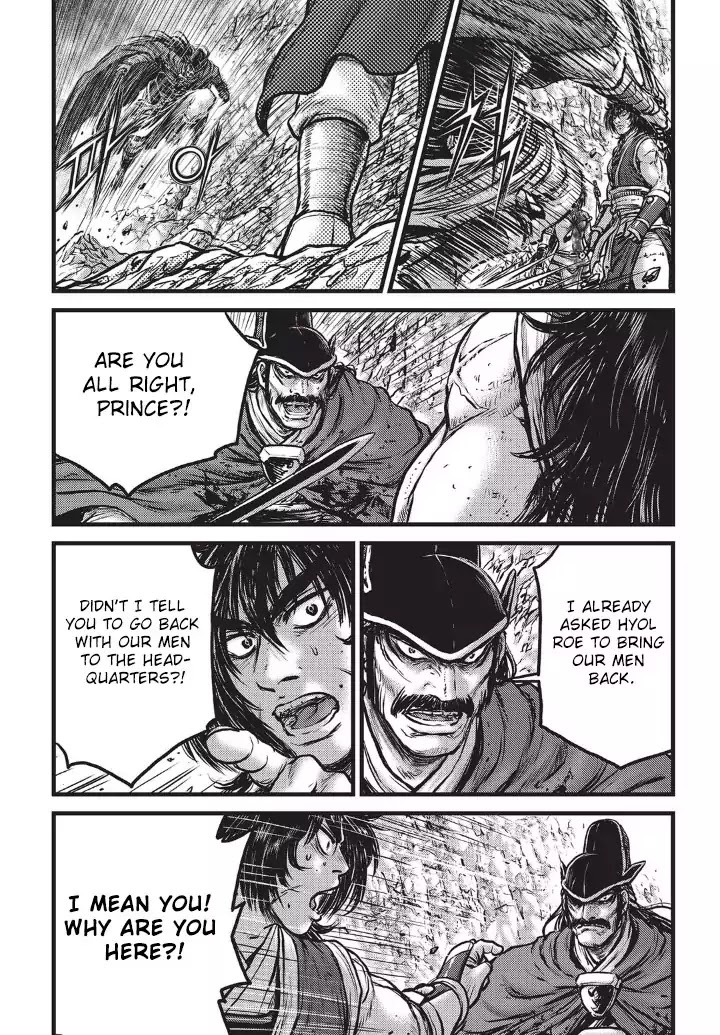 ARE YOU
ALL RIGHT,
PRINCE?!
DIDN'T I TELL
YOU TO GO BACK
WITH OUR MEN
TO THE HEAD-
QUARTERS?!
I ALREADY
ASKED HYOL
ROE TO BRING
OUR MEN
BACK.
I MEAN YOU!
WHY ARE YOU
HERE?!